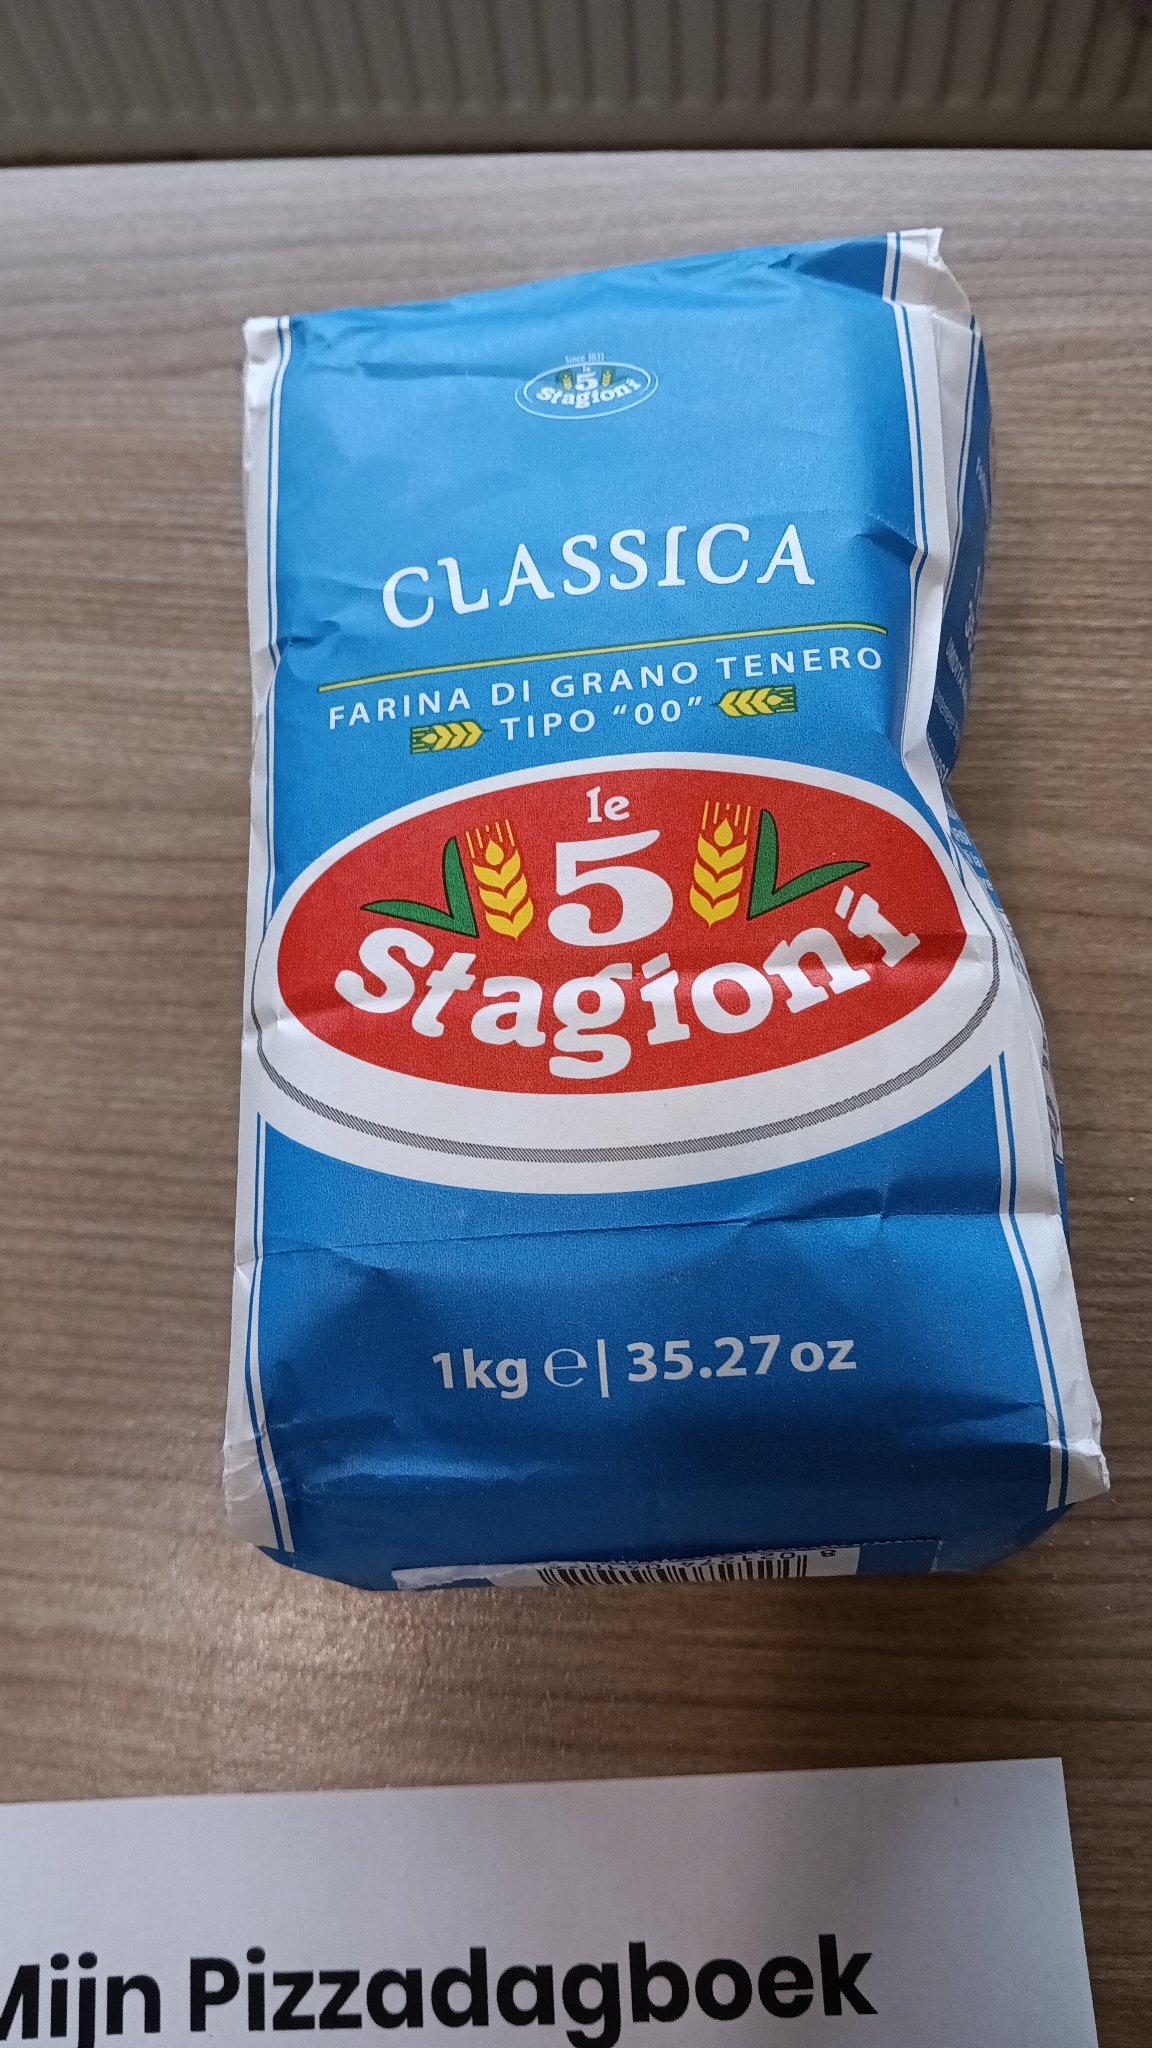 Since 1831
le
5
Stagioni
CLASSICA
FARINA DI GRANO TENERO
TIPO "00"
le
5
Stagioni
1kg ℮ | 35.27 oz
Mijn Pizzadagboek